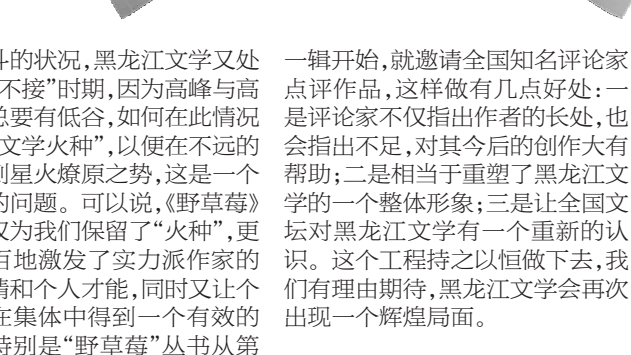 斗的状况,黑龙江文学又处
不接”时期,因为高峰与高
总要有低谷,如何在此情况
文学火种”,以便在不远的
到星火燎原之势,这是一个
的问题。可以说,《野草莓》
仅为我们保留了“火种”,更
百地激发了实力派作家的
情和个人才能,同时又让个
在集体中得到一个有效的
特别是“野草莓”丛书从第
一辑开始,就邀请全国知名评论家
点评作品,这样做有几点好处:一
是评论家不仅指出作者的长处,也
会指出不足,对其今后的创作大有
帮助;二是相当于重塑了黑龙江文
学的一个整体形象;三是让全国文
坛对黑龙江文学有一个重新的认
识。这个工程持之以恒做下去,我
们有理由期待,黑龙江文学会再次
出现一个辉煌局面。